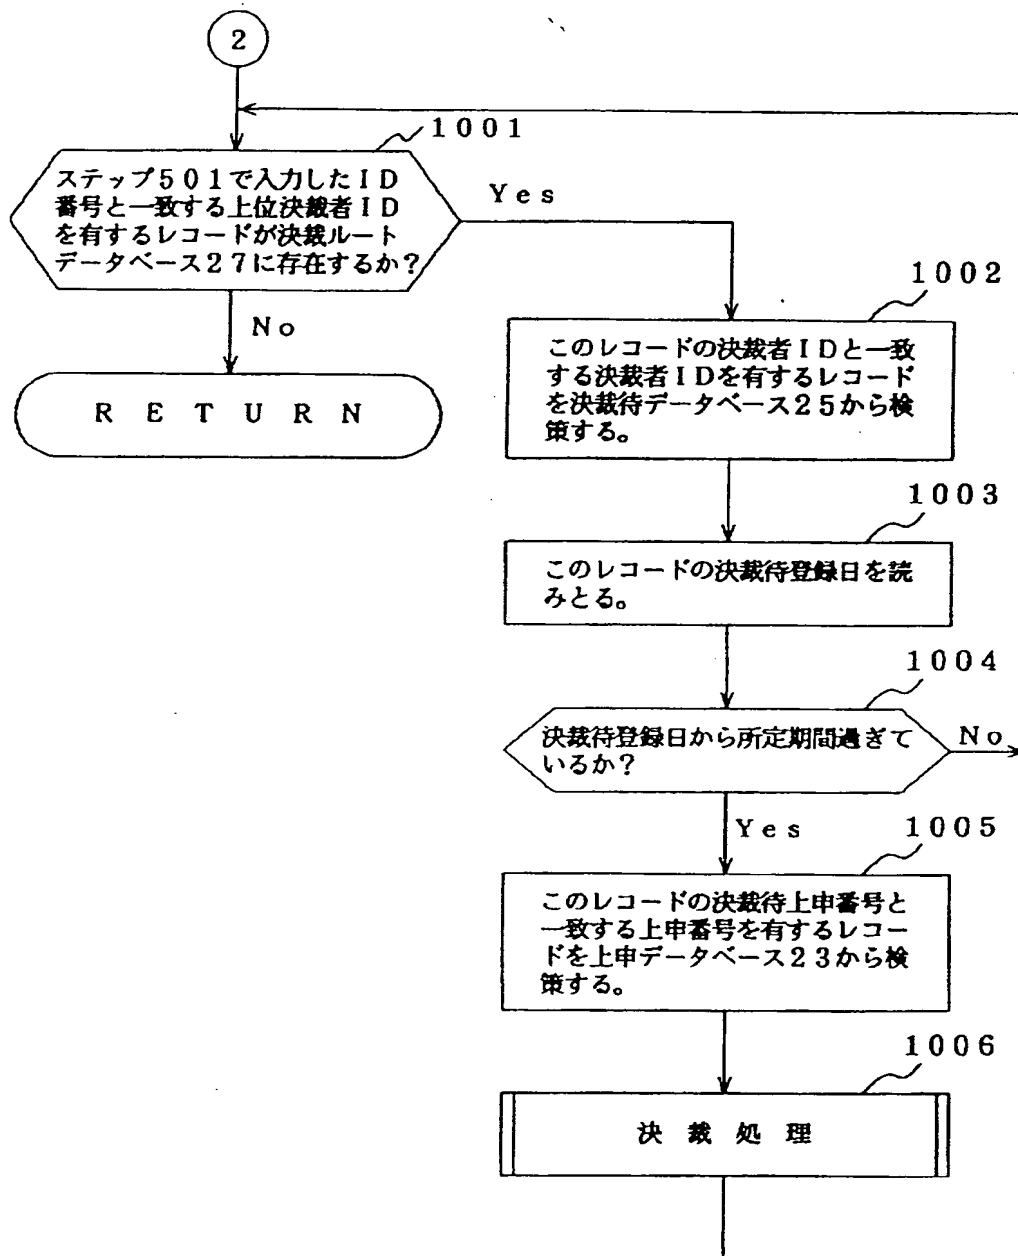 2
1001
ステップ501で入力したID
番号と一致する上位決裁者ID
を有するレコードが決裁ルート
データベース27に存在するか?
Yes
No
RETURN
1002
このレコードの決裁者IDと一致
する決裁者IDを有するレコード
を決裁待データベース25から検
策する。
1003
このレコードの決裁待登録日を読
みとる。
1004
決裁待登録日から所定期間過ぎて
いるか?
No
Yes
1005
このレコードの決裁待上申番号と
一致する上申番号を有するレコー
ドを上申データベース23から検
策する。
1006
決裁処理